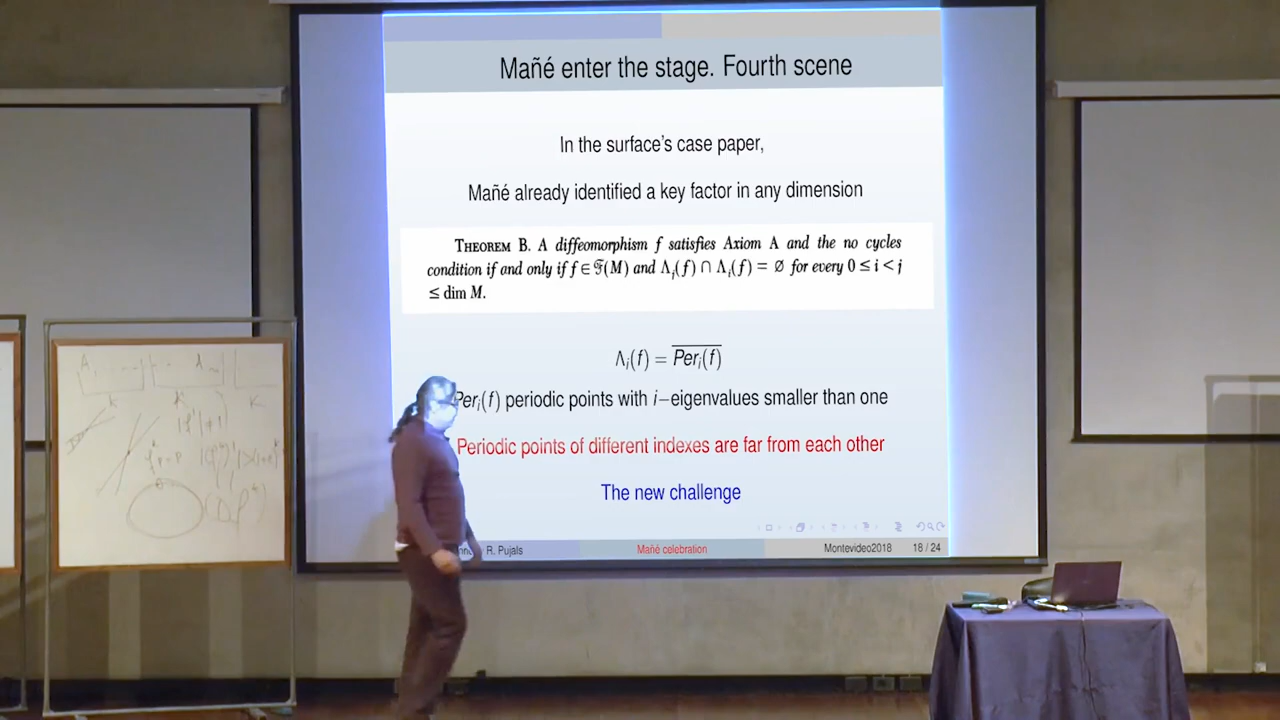 Mañé enter the stage. Fourth scene
In the surface's case paper,
Mañé already identified a key factor in any dimension
THEOREM B. A diffeomorphism f satisfies Axiom A and the no cycles
condition if and only if f ∈ 𝔉(M) and Λᵢ(f) ∩ Λⱼ(f) = ∅ for every 0 ≤ i < j
≤ dim M.
Λᵢ(f) = \overline{Perᵢ(f)}
Perᵢ(f) periodic points with i−eigenvalues smaller than one
Periodic points of different indexes are far from each other
The new challenge
R. Pujals
Mañé celebration
Montevideo2018
18 / 24